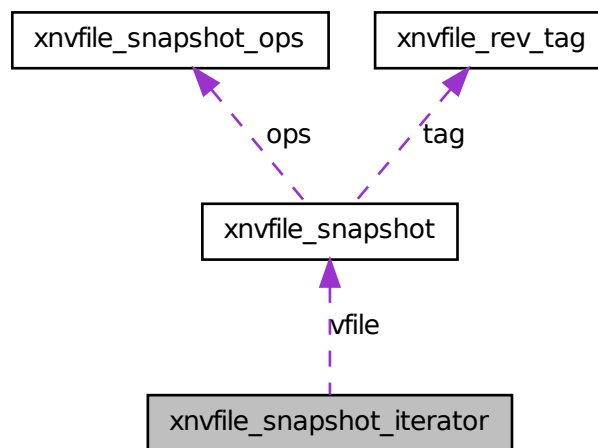 xnvfile_snapshot_ops
xnvfile_rev_tag
ops
tag
xnvfile_snapshot
vfile
xnvfile_snapshot_iterator